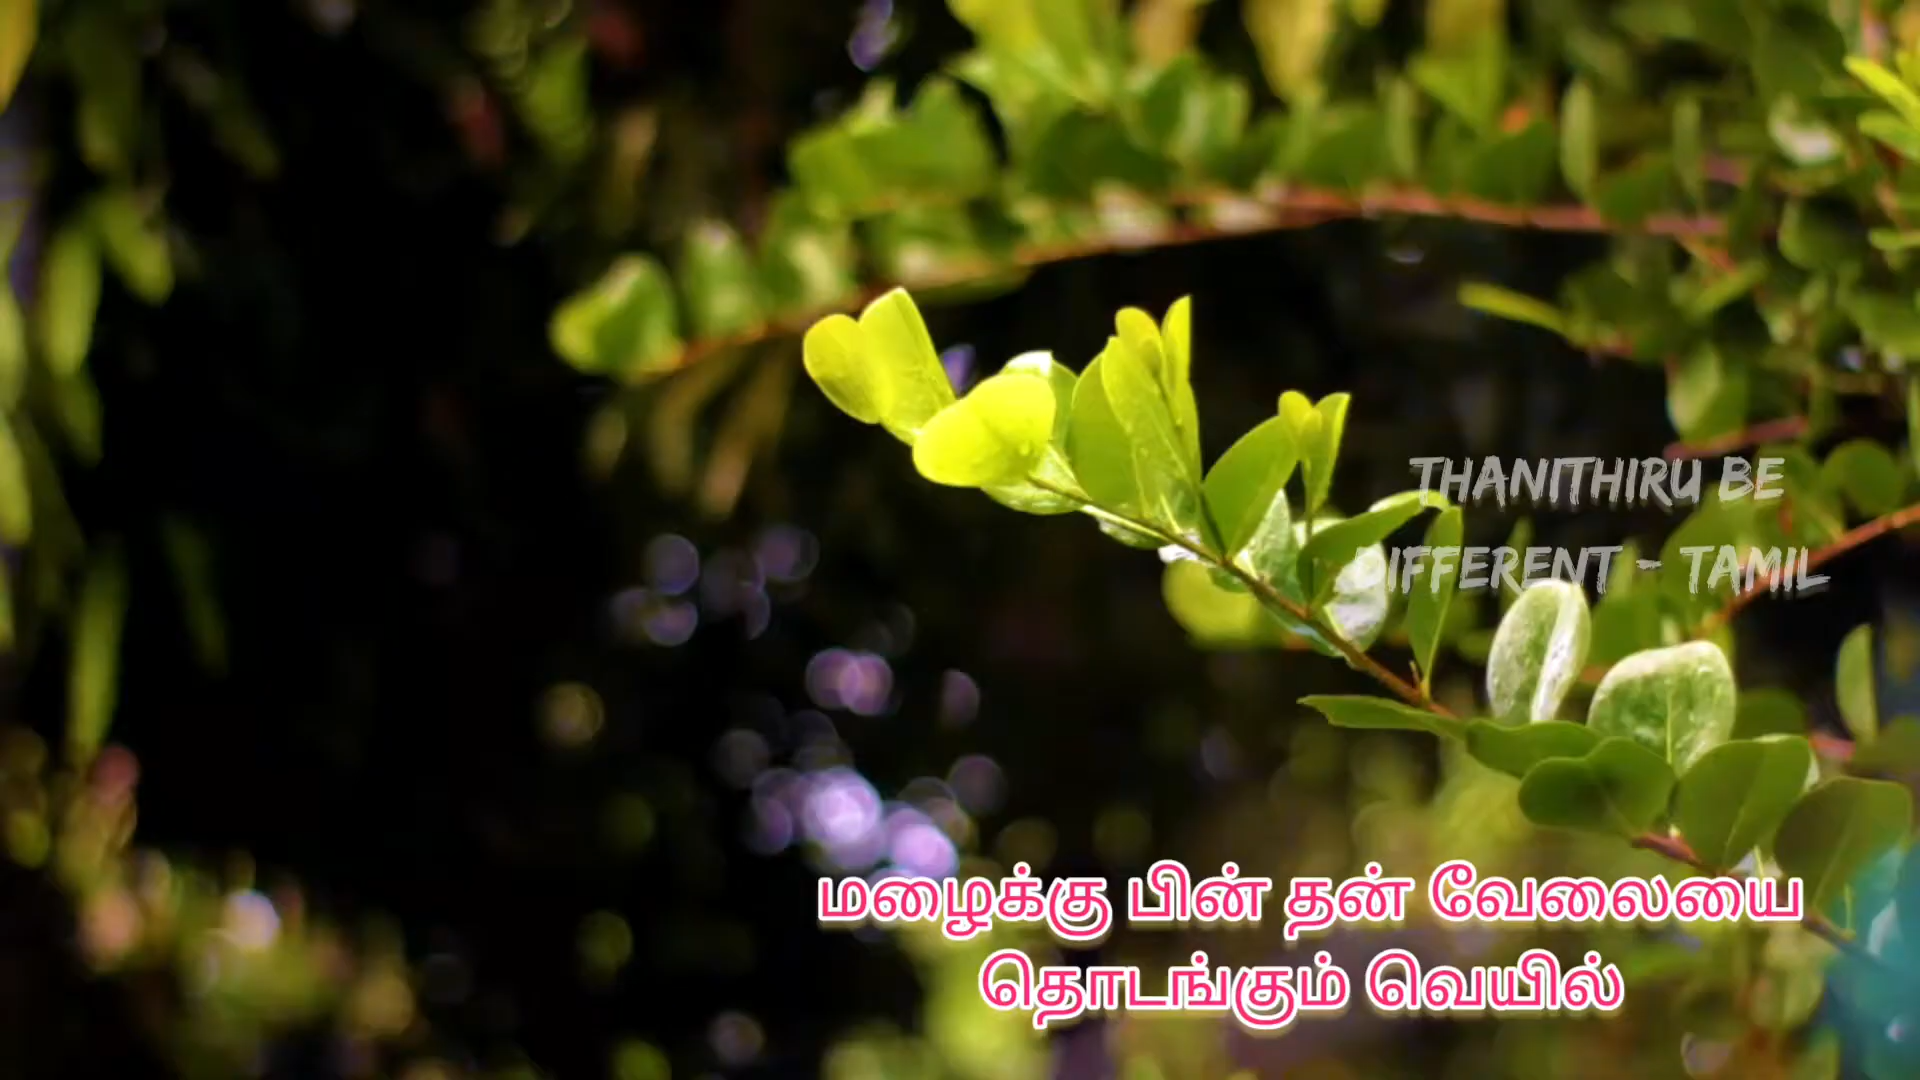 THANITHIRU BE
DIFFERENT - TAMIL
மழைக்கு பின் தன் வேலையை
தொடங்கும் வெயில்